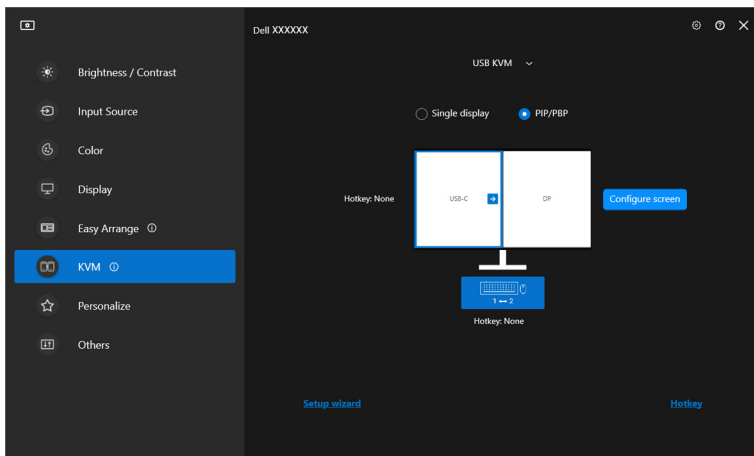 Dell XXXXXX
Brightness / Contrast
Input Source
Color
Display
Easy Arrange
KVM
Personalize
Others
USB KVM
Single display
PIP/PBP
Hotkey: None
USB-C
DP
Configure screen
1 ↔ 2
Hotkey: None
Setup wizard
Hotkey